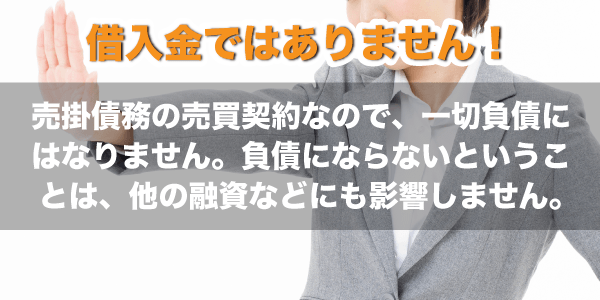 借入金ではありません！
売掛債務の売買契約なので、一切負債に
はなりません。負債にならないというこ
とは、他の融資などにも影響しません。